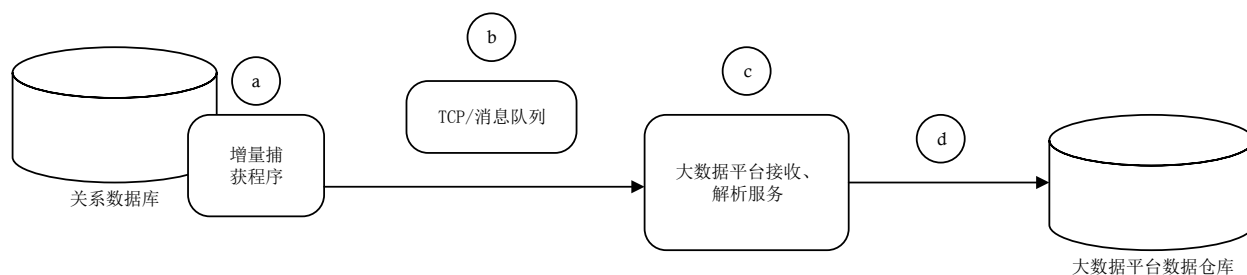 b
a
c
TCP/消息队列
d
增量捕
获程序
大数据平台接收、
解析服务
关系数据库
大数据平台数据仓库